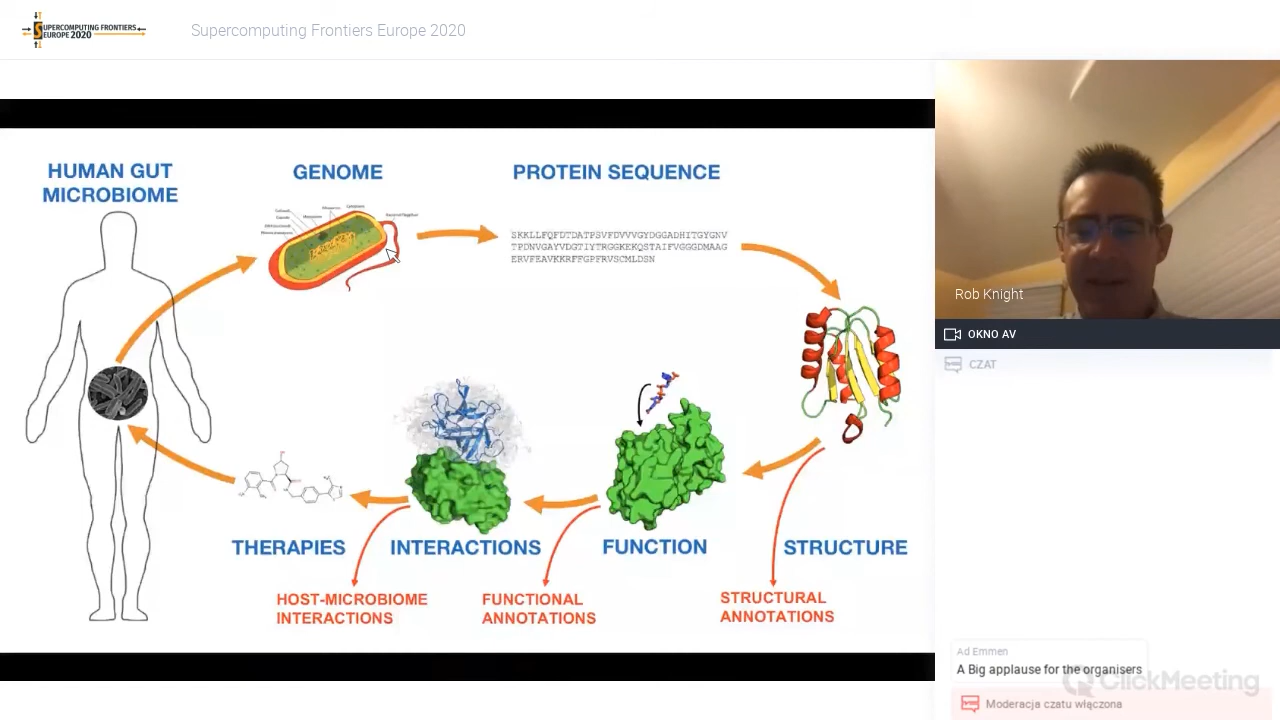 SUPERCOMPUTING FRONTIERS
EUROPE 2020
Supercomputing Frontiers Europe 2020
HUMAN GUT
MICROBIOME
GENOME
PROTEIN SEQUENCE
SKKLLFQFDTDATPSVFDVVVGYDGGADHITGYGNV
TPDNVGAYVDGTIYTRGGKEKQSTAIFVGGGDMAAG
ERVFEAVKKRFFGPFRVSCMLDSN
THERAPIES
INTERACTIONS
FUNCTION
STRUCTURE
HOST-MICROBIOME
INTERACTIONS
FUNCTIONAL
ANNOTATIONS
STRUCTURAL
ANNOTATIONS
Rob Knight
OKNO AV
CZAT
Ad Emmen
A Big applause for the organisers
ClickMeeting
Moderacja czatu włączona